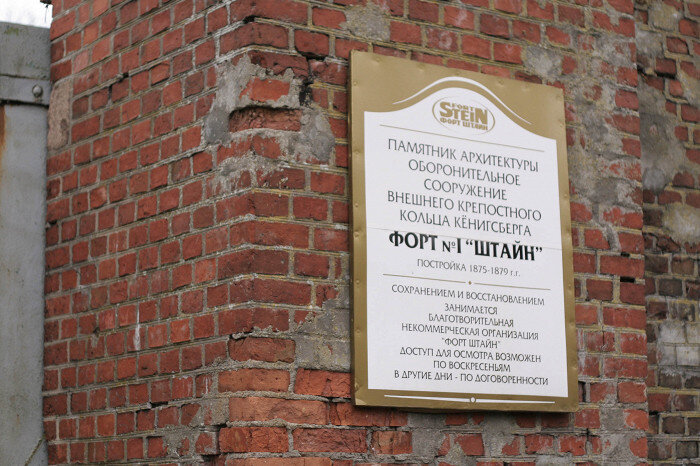 FORT
STEIN
ФОРТ ШТАЙН
ПАМЯТНИК АРХИТЕКТУРЫ
ОБОРОНИТЕЛЬНОЕ
СООРУЖЕНИЕ
ВНЕШНЕГО КРЕПОСТНОГО
КОЛЬЦА КЁНИГСБЕРГА
ФОРТ №I "ШТАЙН"
ПОСТРОЙКА 1875-1879 г.г.
СОХРАНЕНИЕМ И ВОССТАНОВЛЕНИЕМ
ЗАНИМАЕТСЯ
БЛАГОТВОРИТЕЛЬНАЯ
НЕКОММЕРЧЕСКАЯ ОРГАНИЗАЦИЯ
"ФОРТ ШТАЙН"
ДОСТУП ДЛЯ ОСМОТРА ВОЗМОЖЕН
ПО ВОСКРЕСЕНЬЯМ
В ДРУГИЕ ДНИ - ПО ДОГОВОРЕННОСТИ